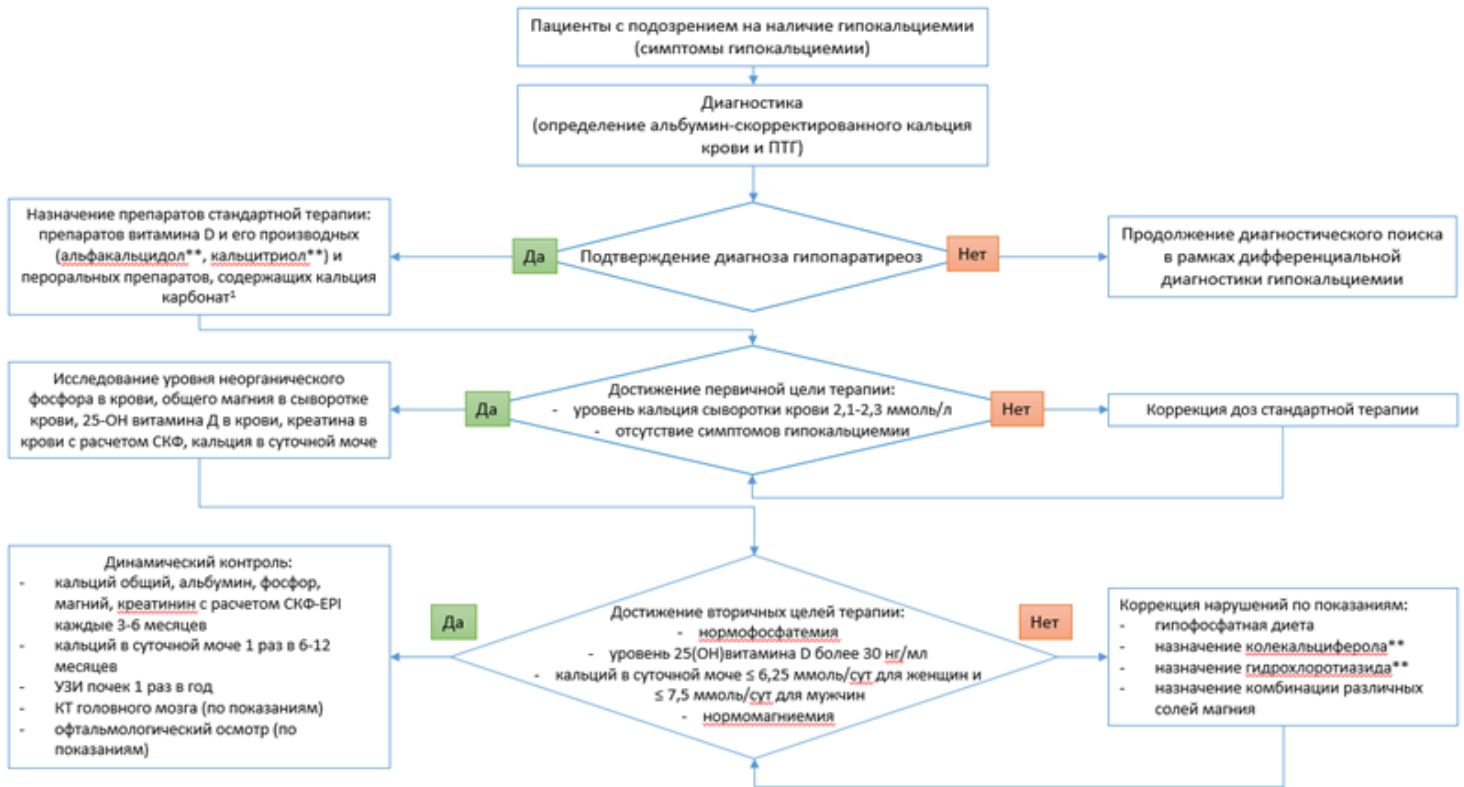 Пациенты с подозрением на наличие гипокальциемии
(симптомы гипокальциемии)
Диагностика
(определение альбумин-скорректированного кальция
крови и ПТГ)
Назначение препаратов стандартной терапии:
препаратов витамина D и его производных
(альфакальцидол**, кальцитриол**) и
пероральных препаратов, содержащих кальция
карбонат¹
Да
Подтверждение диагноза гипопаратиреоз
Нет
Продолжение диагностического поиска
в рамках дифференциальной
диагностики гипокальциемии
Исследование уровня неорганического
фосфора в крови, общего магния в сыворотке
крови, 25-ОН витамина Д в крови, креатина в
крови с расчетом СКФ, кальция в суточной моче
Да
Достижение первичной цели терапии:
- уровень кальция сыворотки крови 2,1-2,3 ммоль/л
- отсутствие симптомов гипокальциемии
Нет
Коррекция доз стандартной терапии
Динамический контроль:
- кальций общий, альбумин, фосфор,
магний, креатинин с расчетом СКФ-EPI
каждые 3-6 месяцев
- кальций в суточной моче 1 раз в 6-12
месяцев
- УЗИ почек 1 раз в год
- КТ головного мозга (по показаниям)
- офтальмологический осмотр (по
показаниям)
Да
Достижение вторичных целей терапии:
- нормофосфатемия
- уровень 25(ОН)витамина D более 30 нг/мл
- кальций в суточной моче ≤ 6,25 ммоль/сут для женщин и
≤ 7,5 ммоль/сут для мужчин
- нормомагниемия
Нет
Коррекция нарушений по показаниям:
- гипофосфатная диета
- назначение колекальциферола**
- назначение гидрохлоротиазида**
- назначение комбинации различных
солей магния